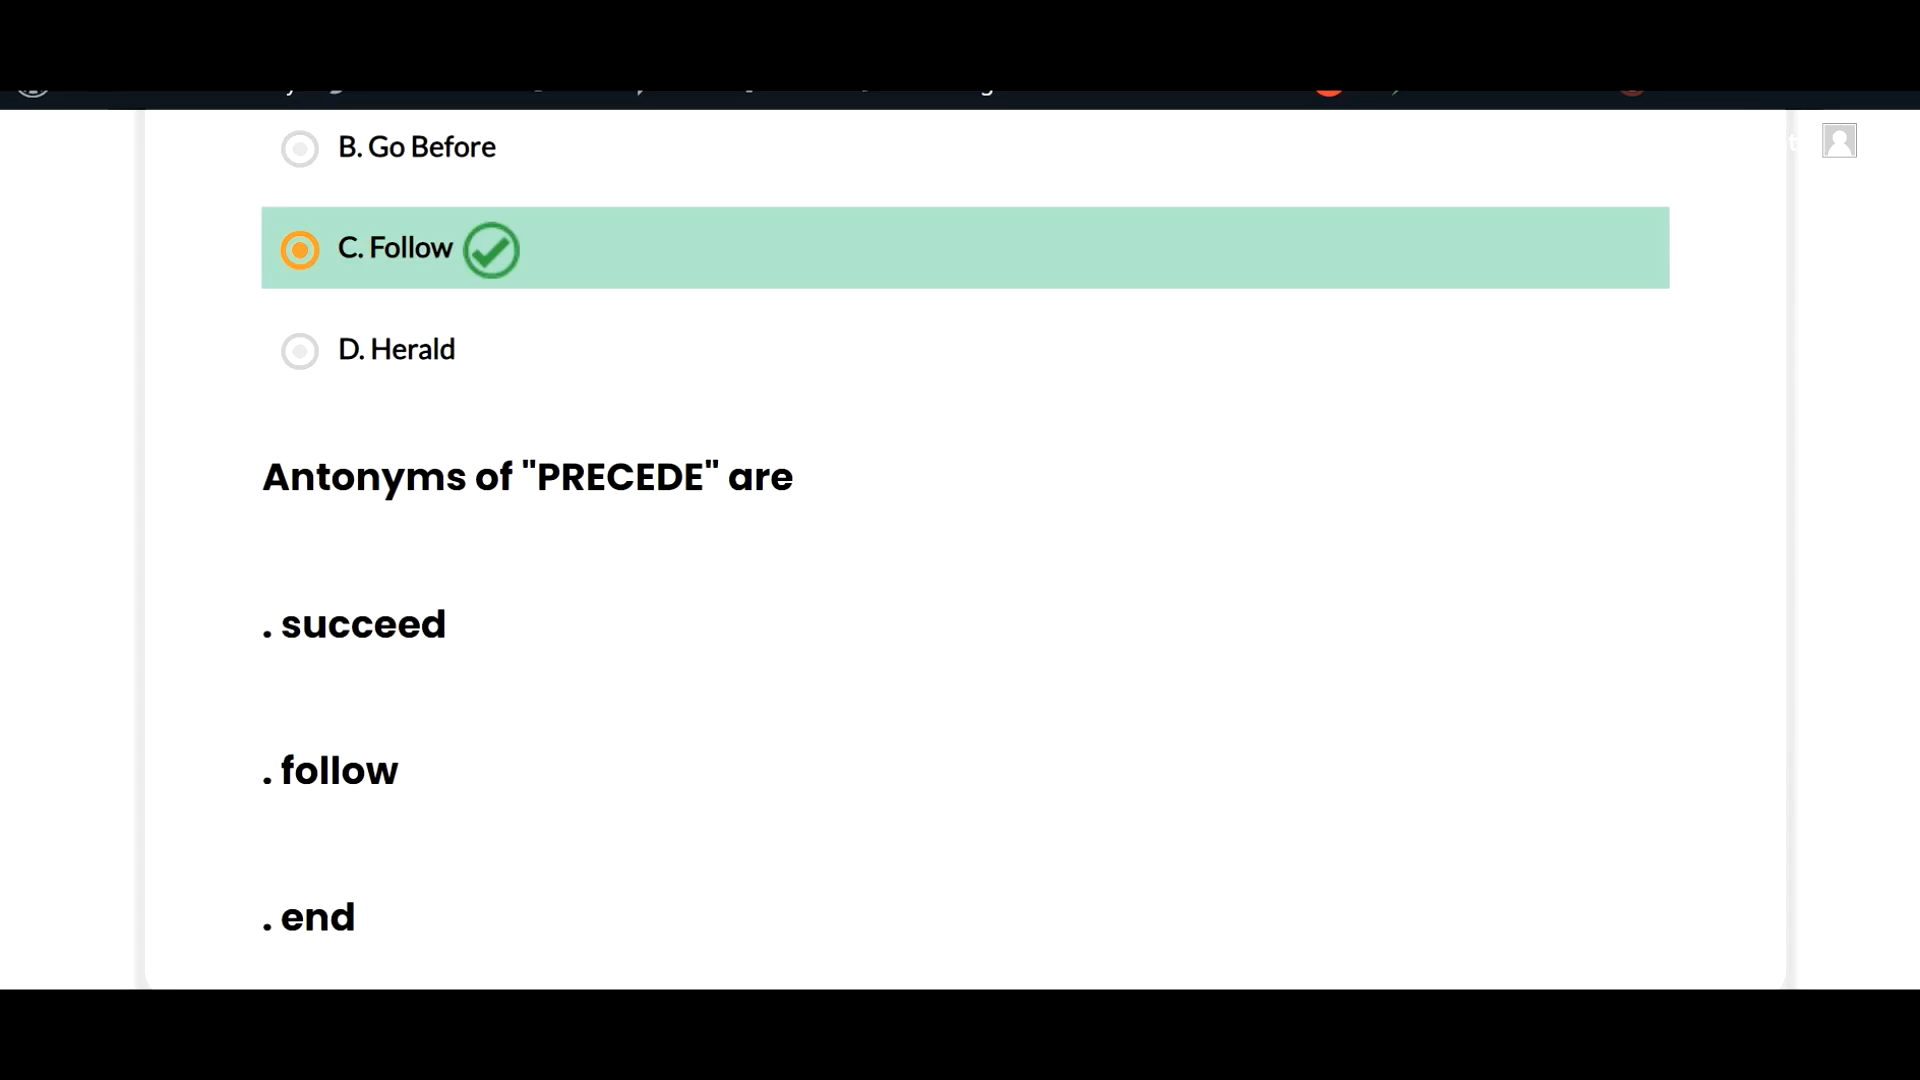 B. Go Before
C. Follow
D. Herald
Antonyms of "PRECEDE" are
. succeed
. follow
. end